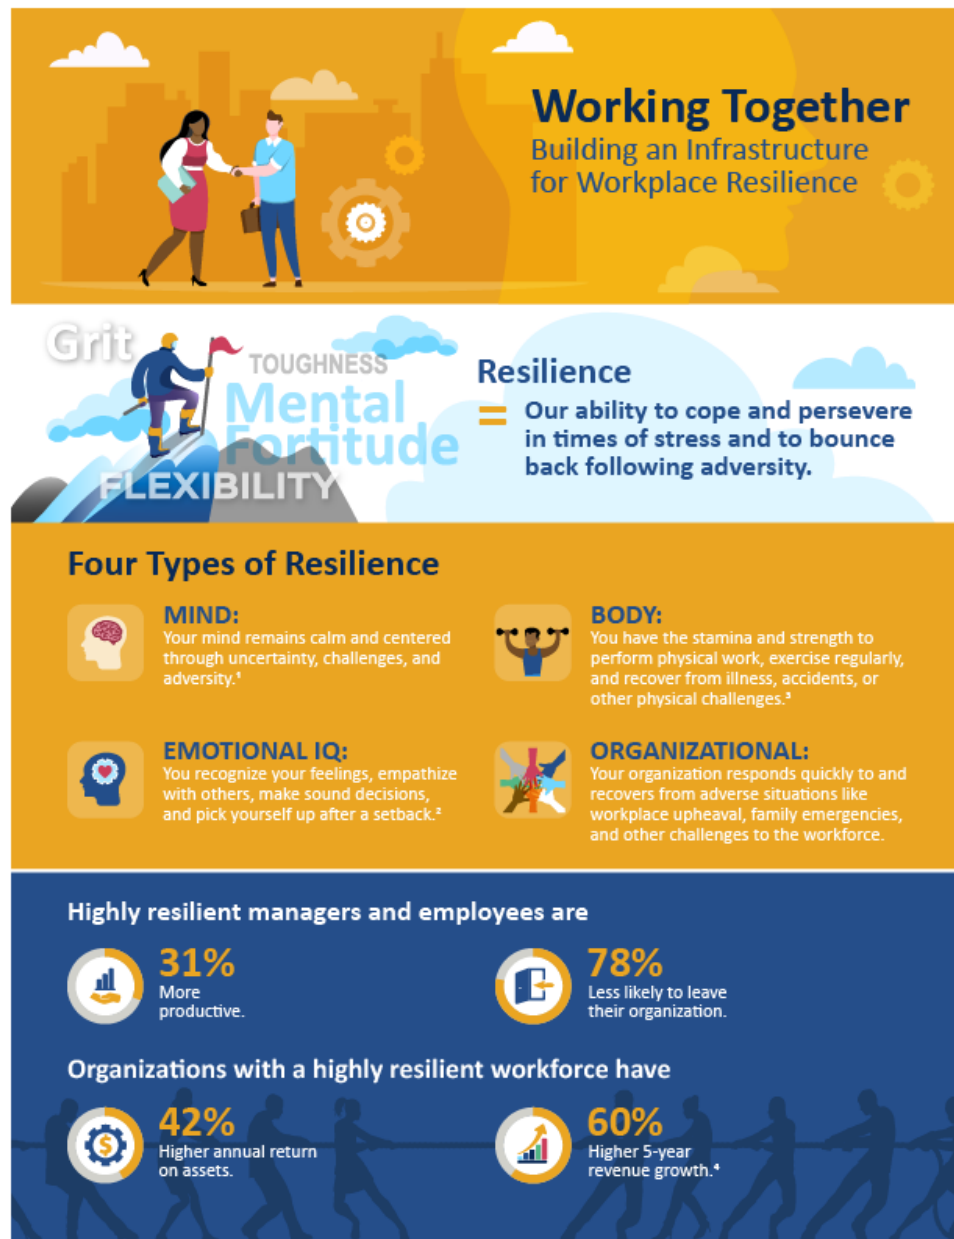 Working Together
Building an Infrastructure
for Workplace Resilience
Grit
TOUGHNESS
Mental
Fortitude
FLEXIBILITY
Resilience
= Our ability to cope and persevere
in times of stress and to bounce
back following adversity.
Four Types of Resilience
MIND:
Your mind remains calm and centered
through uncertainty, challenges, and
adversity.¹
BODY:
You have the stamina and strength to
perform physical work, exercise regularly,
and recover from illness, accidents, or
other physical challenges.³
EMOTIONAL IQ:
You recognize your feelings, empathize
with others, make sound decisions,
and pick yourself up after a setback.²
ORGANIZATIONAL:
Your organization responds quickly to and
recovers from adverse situations like
workplace upheaval, family emergencies,
and other challenges to the workforce.
Highly resilient managers and employees are
31%
More
productive.
78%
Less likely to leave
their organization.
Organizations with a highly resilient workforce have
42%
Higher annual return
on assets.
60%
Higher 5-year
revenue growth.⁴